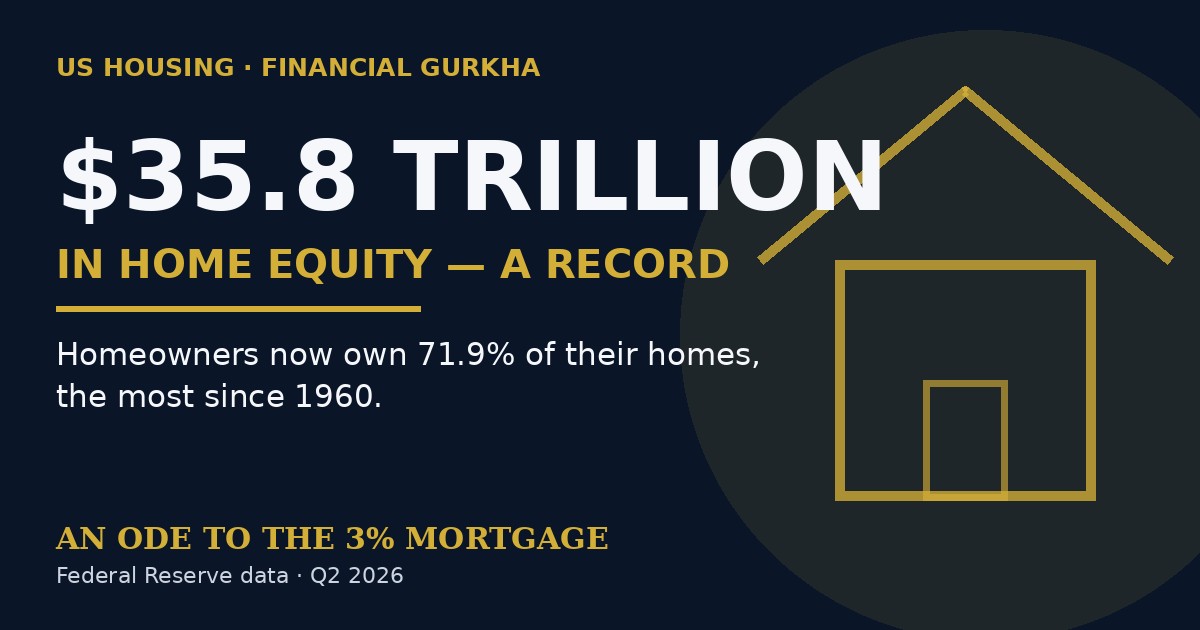 US HOUSING · FINANCIAL GURKHA
$35.8 TRILLION
IN HOME EQUITY — A RECORD
Homeowners now own 71.9% of their homes,
the most since 1960.
AN ODE TO THE 3% MORTGAGE
Federal Reserve data · Q2 2026